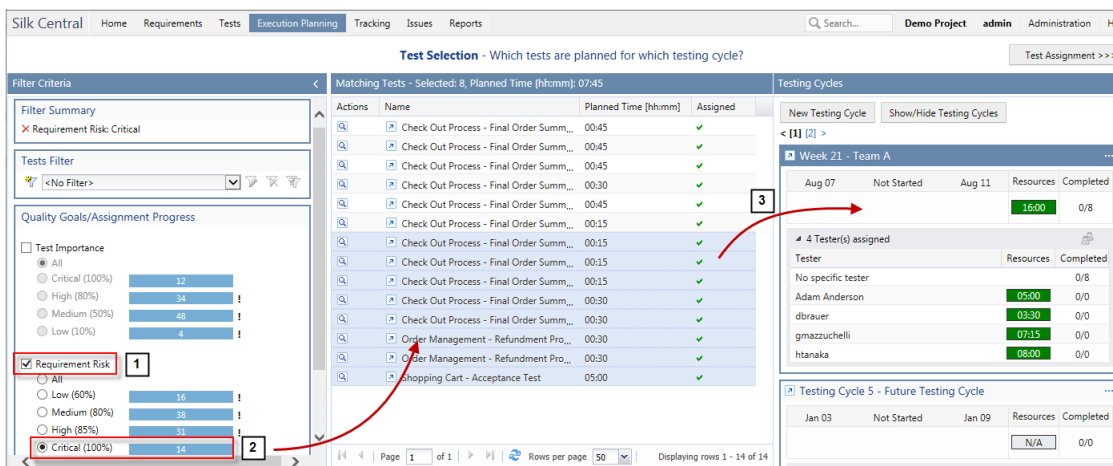 Silk Central Home Requirements Tests Execution Planning Tracking Issues Reports Search... Demo Project admin Administration H
Test Selection - Which tests are planned for which testing cycle? Test Assignment >>
Filter Criteria <
Filter Summary
Requirement Risk: Critical
Tests Filter
<No Filter>
Quality Goals/Assignment Progress
Test Importance
All
Critical (100%) 12
High (80%) 34 !
Medium (50%) 48 !
Low (10%) 4 !
Requirement Risk 1
All
Low (60%) 16 !
Medium (80%) 38 !
High (85%) 31 !
Critical (100%) 14 2
Matching Tests - Selected: 8, Planned Time [hh:mm]: 07:45
Actions Name Planned Time [hh:mm] Assigned
Check Out Process - Final Order Summ... 00:45
Check Out Process - Final Order Summ... 00:45
Check Out Process - Final Order Summ... 00:45
Check Out Process - Final Order Summ... 00:30
Check Out Process - Final Order Summ... 00:45
Check Out Process - Final Order Summ... 00:15
Check Out Process - Final Order Summ... 00:15
Check Out Process - Final Order Summ... 00:15
Check Out Process - Final Order Summ... 00:15
Check Out Process - Final Order Summ... 00:30
Check Out Process - Final Order Summ... 00:30
Order Management - Refundment Pro... 00:30
Order Management - Refundment Pro... 00:30
Shopping Cart - Acceptance Test 05:00
Page 1 of 1 Rows per page 50 Displaying rows 1 - 14 of 14
3
Testing Cycles
New Testing Cycle Show/Hide Testing Cycles
< [1] [2] >
Week 21 - Team A ...
Aug 07 Not Started Aug 11 Resources Completed
16:00 0/8
4 Tester(s) assigned
Tester Resources Completed
No specific tester 0/8
Adam Anderson 05:00 0/0
dbrauer 03:30 0/0
gmazzuchelli 07:15 0/0
htanaka 08:00 0/0
Testing Cycle 5 - Future Testing Cycle ...
Jan 03 Not Started Jan 09 Resources Completed
N/A 0/0